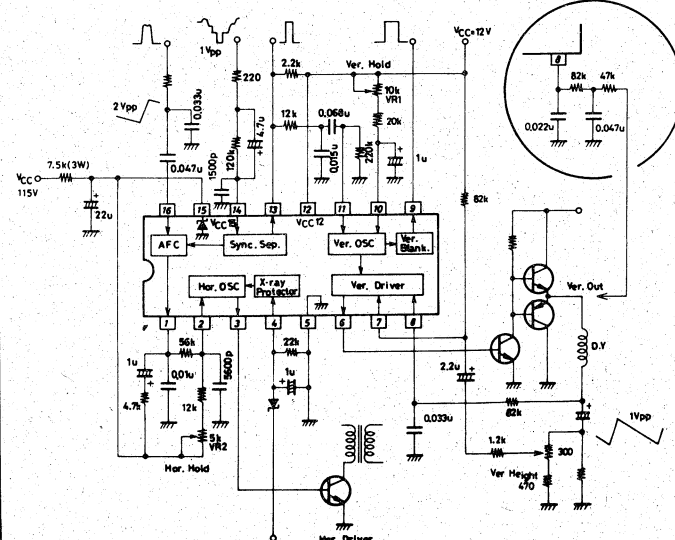 VCC=12V
1Vpp
2.2k
Ver. Hold
8
82k
47k
220
10k
VR1
2Vpp
0.033u
12k
0.068u
4.7u
20k
0.022u
0.047u
120k
0.015u
220k
1u
7.5k(3W)
0.047u
1500p
VCC
115V
22u
82k
16
15
14
13
12
11
10
9
VCC 12
AFC
Sync. Sep.
Ver. OSC
Ver.
Blank.
Hor. OSC
X-ray
Protector
Ver. Driver
Ver. Out
1
2
3
4
5
6
7
8
56k
22k
D.Y
1u
0.01u
5600p
1u
2.2u
4.7k
12k
82k
0.033u
1Vpp
5k
VR2
1.2k
300
Hor. Hold
Ver Height
470
Hor. Driver